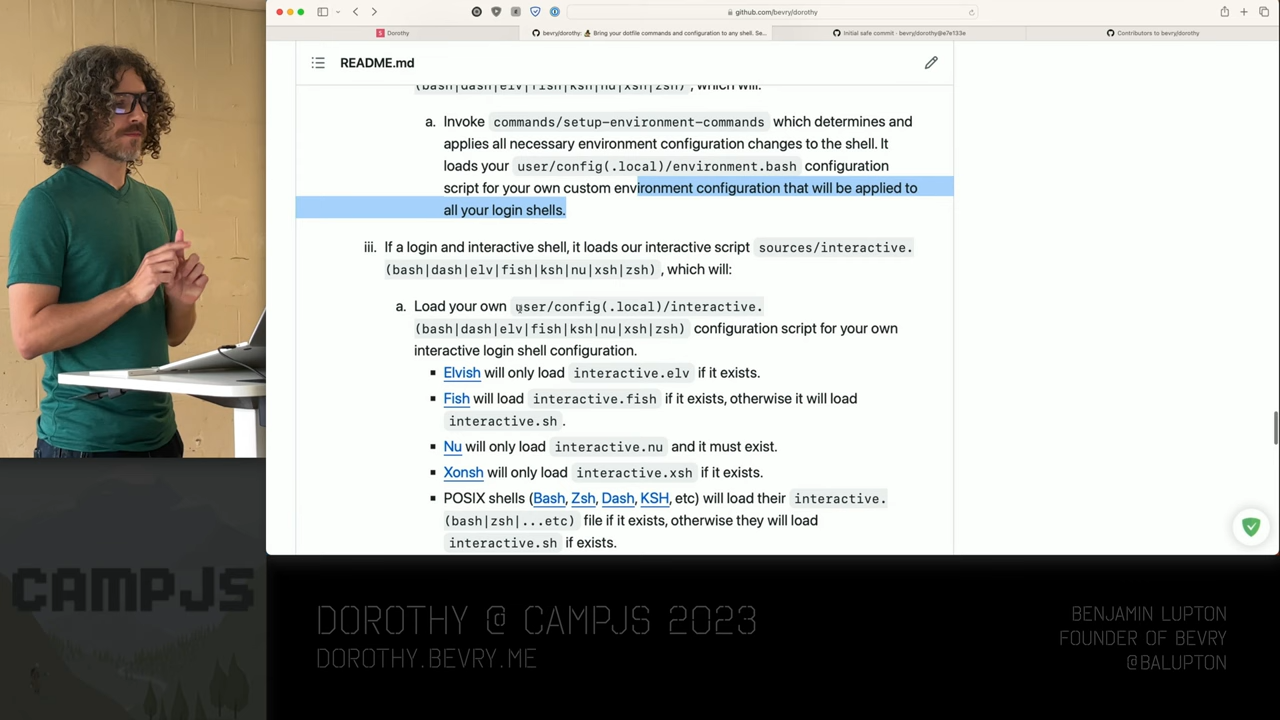 github.com/bevry/dorothy
Dorothy
bevry/dorothy: Bring your dotfile commands and configuration to any shell. Se...
Initial safe commit · bevry/dorothy@e7e133e
Contributors to bevry/dorothy
README.md
(bash|dash|elv|fish|ksh|nu|xsh|zsh) , which will:
a. Invoke commands/setup-environment-commands which determines and
applies all necessary environment configuration changes to the shell. It
loads your user/config(.local)/environment.bash configuration
script for your own custom environment configuration that will be applied to
all your login shells.
iii. If a login and interactive shell, it loads our interactive script sources/interactive.
(bash|dash|elv|fish|ksh|nu|xsh|zsh) , which will:
a. Load your own user/config(.local)/interactive.
(bash|dash|elv|fish|ksh|nu|xsh|zsh) configuration script for your own
interactive login shell configuration.
▪ Elvish will only load interactive.elv if it exists.
▪ Fish will load interactive.fish if it exists, otherwise it will load
interactive.sh .
▪ Nu will only load interactive.nu and it must exist.
▪ Xonsh will only load interactive.xsh if it exists.
▪ POSIX shells (Bash, Zsh, Dash, KSH, etc) will load their interactive.
(bash|zsh|...etc) file if it exists, otherwise they will load
interactive.sh if exists.
CAMPJS
DOROTHY @ CAMPJS 2023
DOROTHY.BEVRY.ME
BENJAMIN LUPTON
FOUNDER OF BEVRY
@BALUPTON